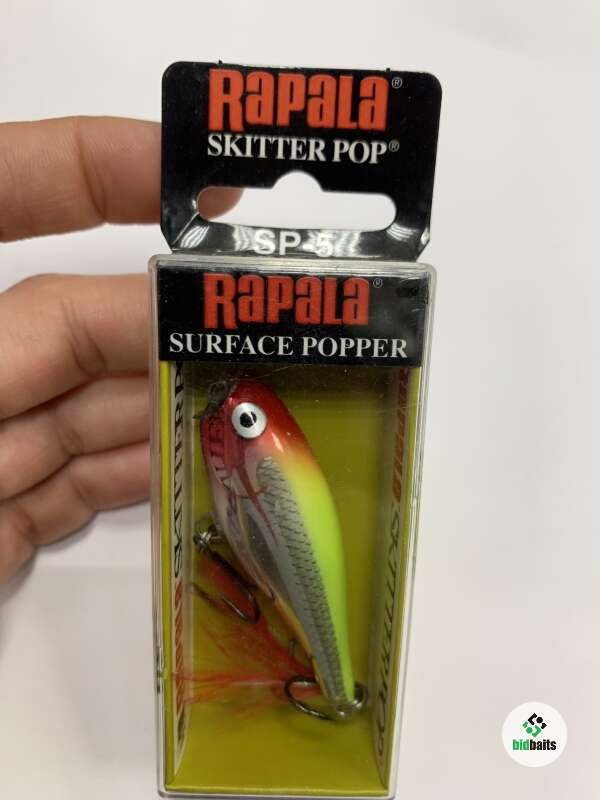 Rapala®
SKITTER POP®
SP-5
Rapala®
SURFACE POPPER
bidbaits